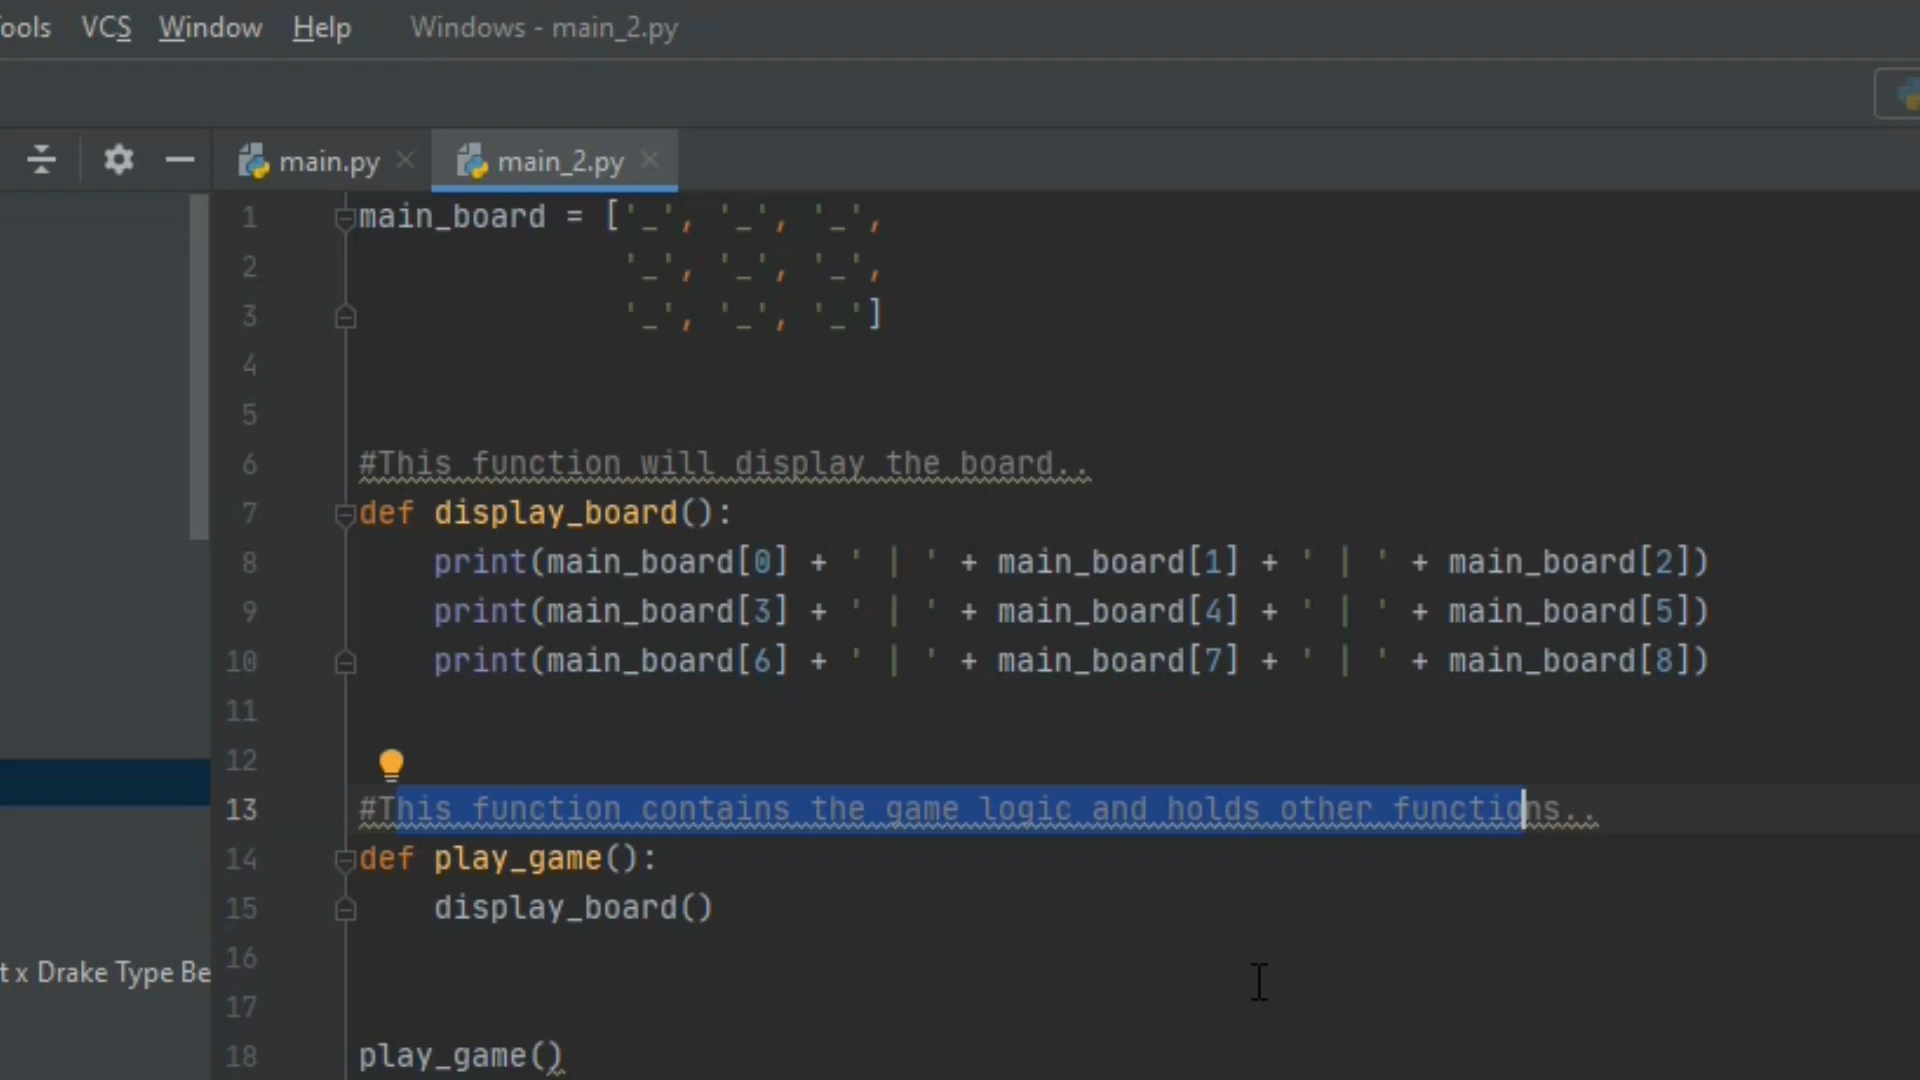 ools VCS Window Help Windows - main_2.py
main.py main_2.py
1 main_board = ['_', '_', '_',
2 '_', '_', '_',
3 '_', '_', '_']
4
5
6 #This function will display the board..
7 def display_board():
8 print(main_board[0] + ' | ' + main_board[1] + ' | ' + main_board[2])
9 print(main_board[3] + ' | ' + main_board[4] + ' | ' + main_board[5])
10 print(main_board[6] + ' | ' + main_board[7] + ' | ' + main_board[8])
11
12
13 #This function contains the game logic and holds other functions..
14 def play_game():
15 display_board()
16
t x Drake Type Be
17
18 play_game()